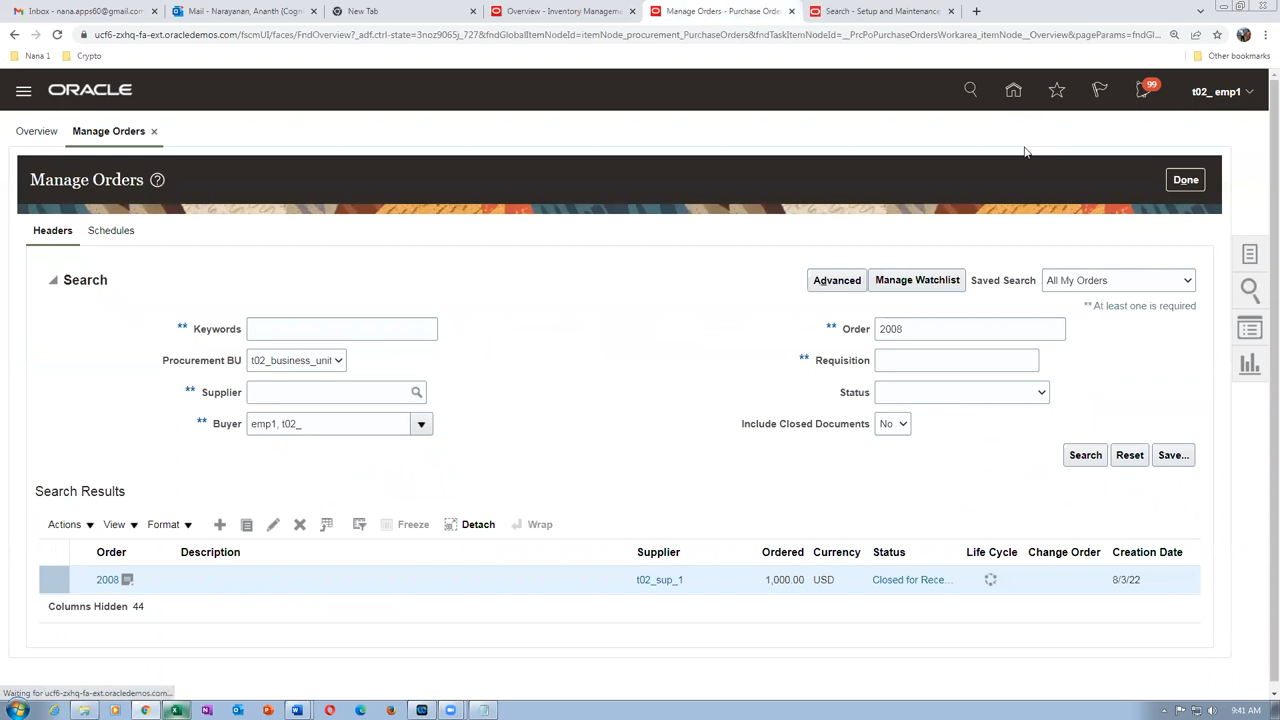 Inbox - nana.apps60@gmail.com
Mail - Narayanan, Ananth (Cogni
New Tab
Overview - Inventory Manageme
Manage Orders - Purchase Orde
Search - Setup and Maintenance
ucf6-zxhq-fa-ext.oracledemos.com/fscmUI/faces/FndOverview?_adf.ctrl-state=3noz9065j_727&fndGlobalItemNodeId=itemNode_procurement_PurchaseOrders&fndTaskItemNodeId=__PrcPoPurchaseOrdersWorkarea_itemNode__Overview&pageParams=fndGl...
Nana 1 Crypto Other bookmarks
ORACLE 99 t02_ emp1
Overview Manage Orders
Manage Orders Done
Headers Schedules
Search Advanced Manage Watchlist Saved Search All My Orders
** At least one is required
** Keywords ** Order 2008
Procurement BU t02_business_unit ** Requisition
** Supplier Status
** Buyer emp1, t02_ Include Closed Documents No
Search Reset Save...
Search Results
Actions View Format Freeze Detach Wrap
Order Description Supplier Ordered Currency Status Life Cycle Change Order Creation Date
2008 t02_sup_1 1,000.00 USD Closed for Rece... 8/3/22
Columns Hidden 44
Waiting for ucf6-zxhq-fa-ext.oracledemos.com...
9:41 AM